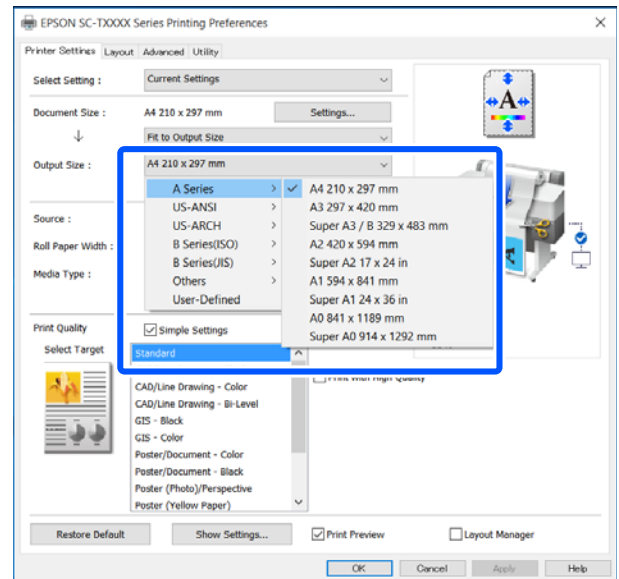 EPSON SC-TXXXX Series Printing Preferences
Printer Settings Layout Advanced Utility
Select Setting : Current Settings
Document Size : A4 210 x 297 mm Settings...
Fit to Output Size
Output Size : A4 210 x 297 mm
A Series
US-ANSI
US-ARCH
B Series(ISO)
B Series(JIS)
Others
User-Defined
A4 210 x 297 mm
A3 297 x 420 mm
Super A3 / B 329 x 483 mm
A2 420 x 594 mm
Super A2 17 x 24 in
A1 594 x 841 mm
Super A1 24 x 36 in
A0 841 x 1189 mm
Super A0 914 x 1292 mm
Source :
Roll Paper Width :
Media Type :
A
Print Quality Simple Settings
Select Target Standard
Print with High Quality
CAD/Line Drawing - Color
CAD/Line Drawing - Bi-Level
GIS - Black
GIS - Color
Poster/Document - Color
Poster/Document - Black
Poster (Photo)/Perspective
Poster (Yellow Paper)
Restore Default Show Settings... Print Preview Layout Manager
OK Cancel Apply Help